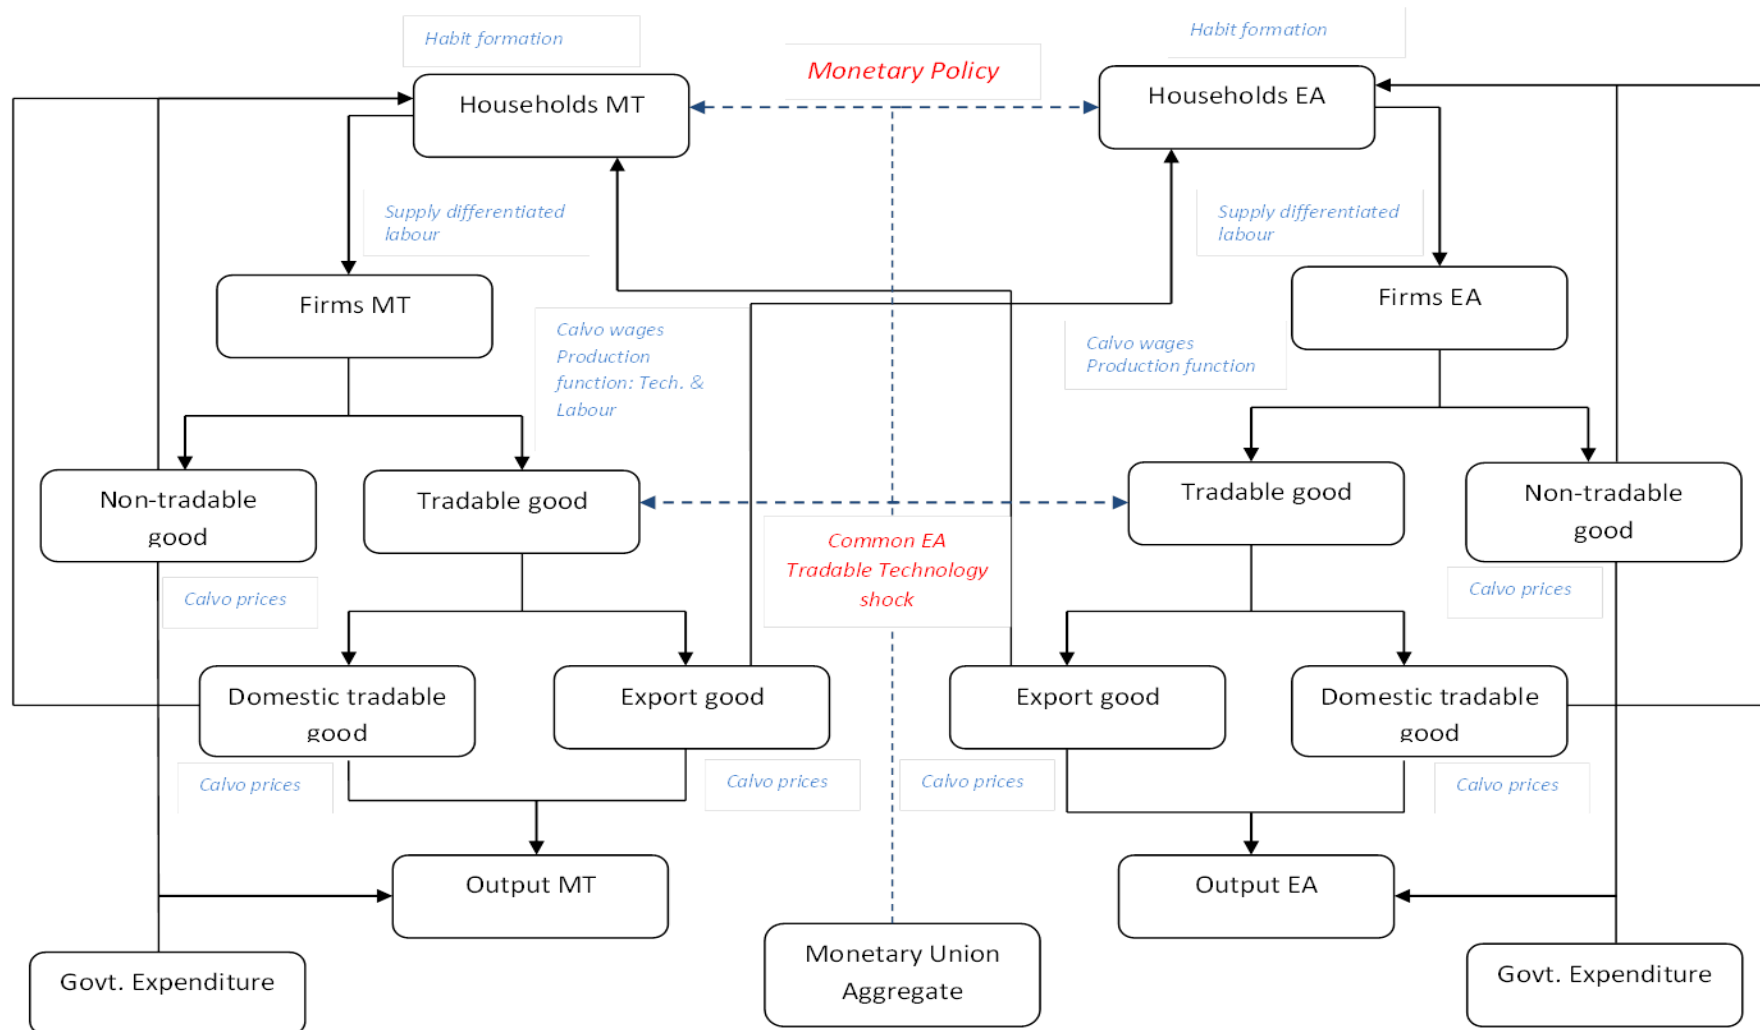 Habit formation
Habit formation
Monetary Policy
Households MT
Households EA
Supply differentiated
labour
Supply differentiated
labour
Firms MT
Firms EA
Calvo wages
Production
function: Tech. &
Labour
Calvo wages
Production function
Non-tradable
good
Tradable good
Tradable good
Non-tradable
good
Common EA
Tradable Technology
shock
Calvo prices
Calvo prices
Domestic tradable
good
Export good
Export good
Domestic tradable
good
Calvo prices
Calvo prices
Calvo prices
Calvo prices
Output MT
Output EA
Govt. Expenditure
Monetary Union
Aggregate
Govt. Expenditure